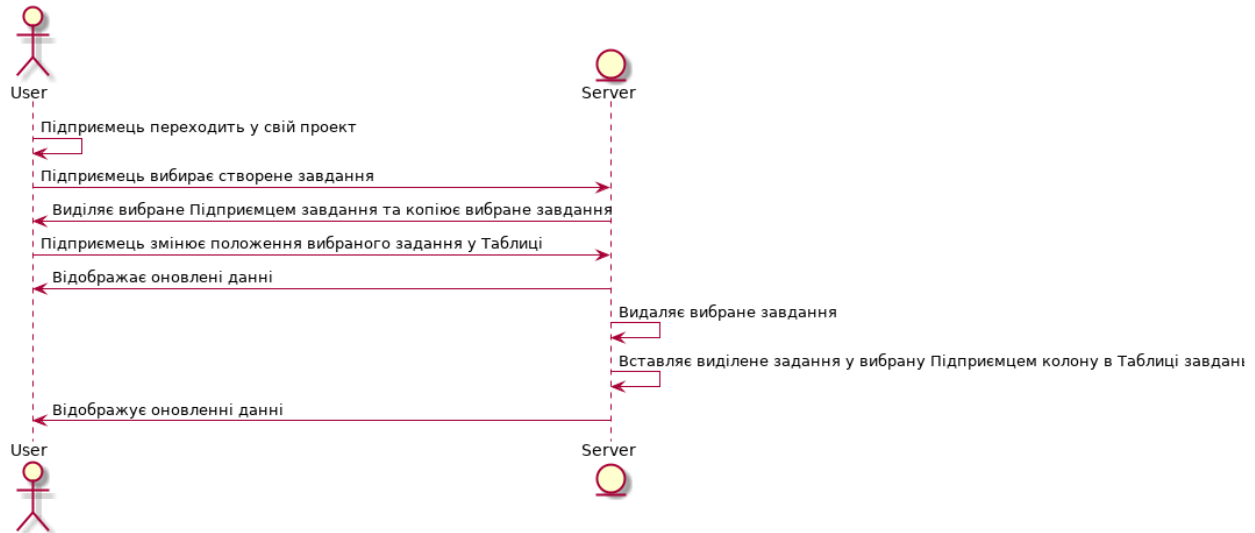 User
Server
Підприємець переходить у свій проект
Підприємець вибирає створене завдання
Виділяє вибране Підприємцем завдання та копіює вибране завдання
Підприємець змінює положення вибраного задання у Таблиці
Відображає оновлені данні
Видаляє вибране завдання
Вставляє виділене задання у вибрану Підприємцем колону в Таблиці завдань
Відображує оновленні данні
User
Server